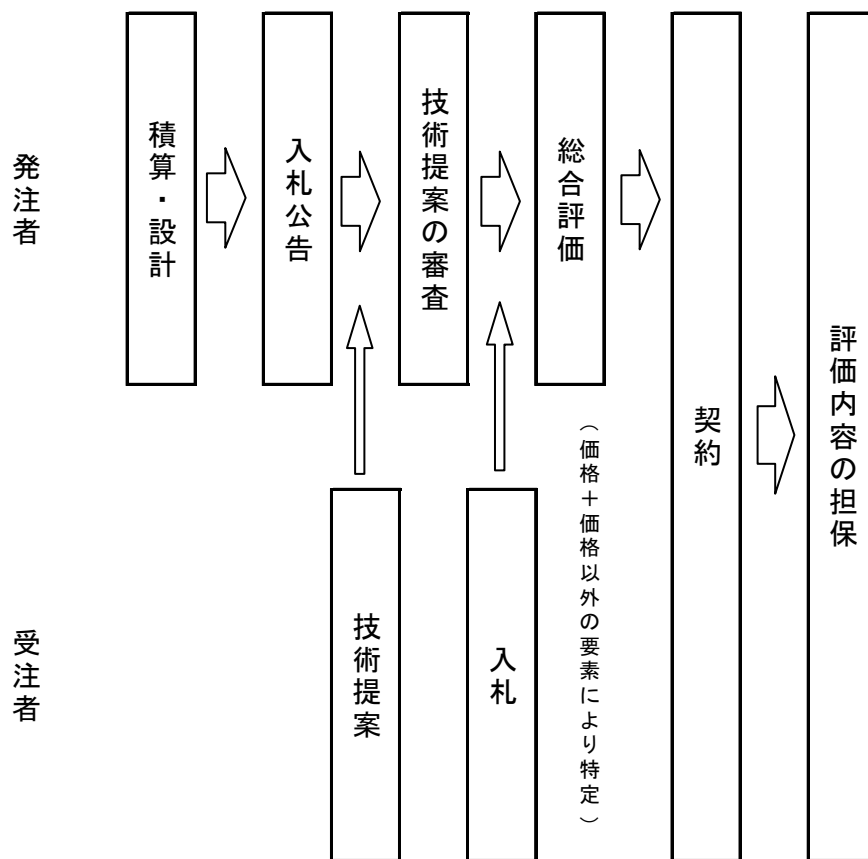 発注者
積算・設計
入札公告
技術提案の審査
総合評価
契約
評価内容の担保
受注者
技術提案
入札
（価格＋価格以外の要素により特定）